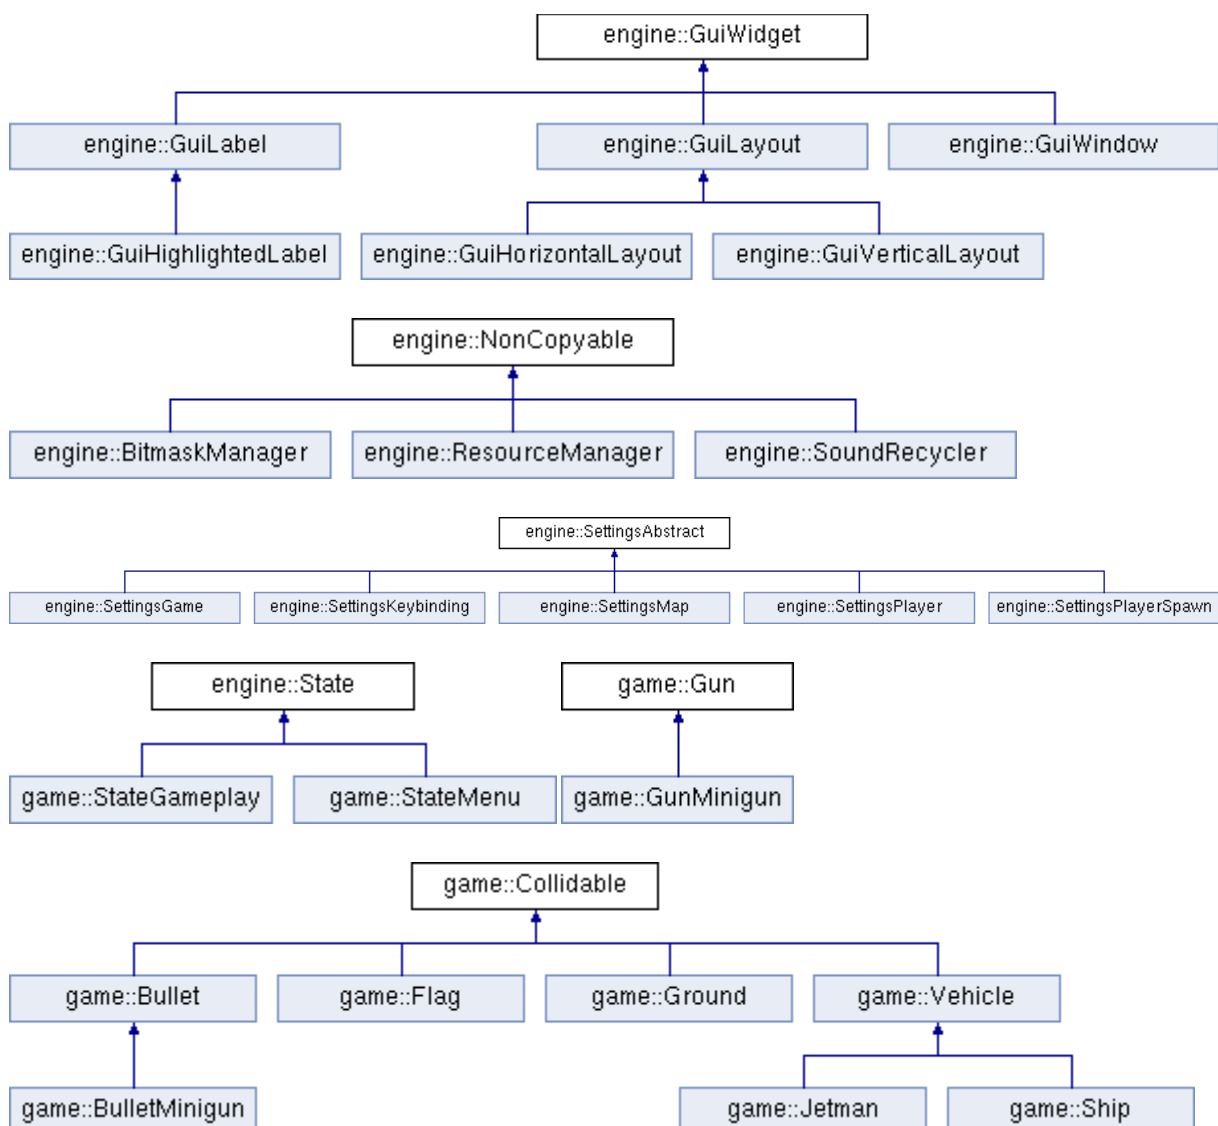 engine::GuiWidget
engine::GuiLabel engine::GuiLayout engine::GuiWindow
engine::GuiHighlightedLabel engine::GuiHorizontalLayout engine::GuiVerticalLayout
engine::NonCopyable
engine::BitmaskManager engine::ResourceManager engine::SoundRecycler
engine::SettingsAbstract
engine::SettingsGame engine::SettingsKeybinding engine::SettingsMap engine::SettingsPlayer engine::SettingsPlayerSpawn
engine::State game::Gun
game::StateGameplay game::StateMenu game::GunMinigun
game::Collidable
game::Bullet game::Flag game::Ground game::Vehicle
game::BulletMinigun game::Jetman game::Ship